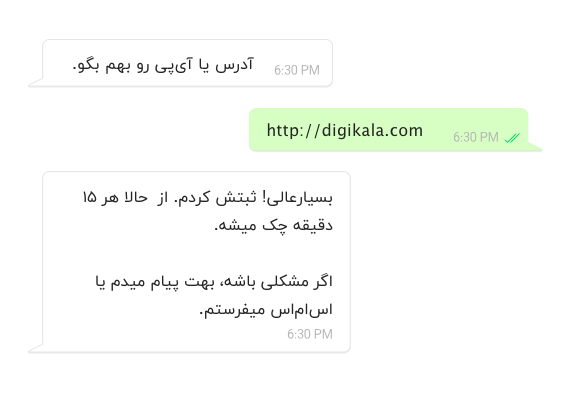 آدرس یا آی‌پی رو بهم بگو.
6:30 PM
http://digikala.com
6:30 PM
بسیارعالی! ثبتش کردم. از حالا هر ۱۵
دقیقه چک میشه.
اگر مشکلی باشه، بهت پیام میدم یا
اس‌ام‌اس میفرستم.
6:30 PM